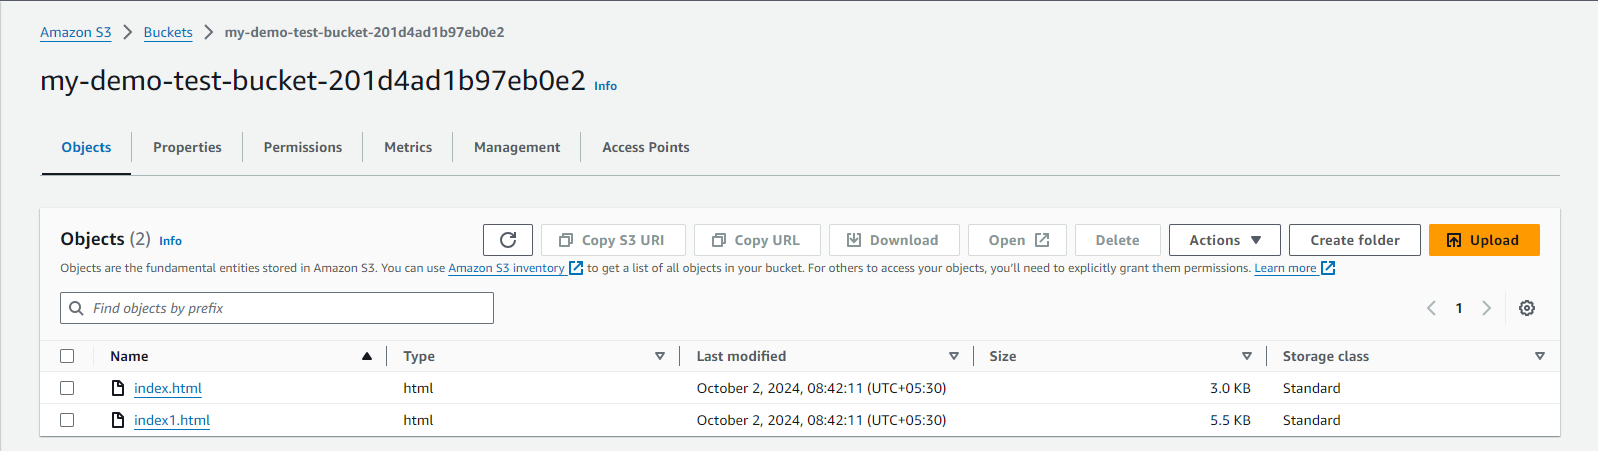 Amazon S3 > Buckets > my-demo-test-bucket-201d4ad1b97eb0e2
my-demo-test-bucket-201d4ad1b97eb0e2 Info
Objects Properties Permissions Metrics Management Access Points
Objects (2) Info Copy S3 URI Copy URL Download Open Delete Actions Create folder Upload
Objects are the fundamental entities stored in Amazon S3. You can use Amazon S3 inventory to get a list of all objects in your bucket. For others to access your objects, you'll need to explicitly grant them permissions. Learn more
Find objects by prefix 1
Name Type Last modified Size Storage class
index.html html October 2, 2024, 08:42:11 (UTC+05:30) 3.0 KB Standard
index1.html html October 2, 2024, 08:42:11 (UTC+05:30) 5.5 KB Standard